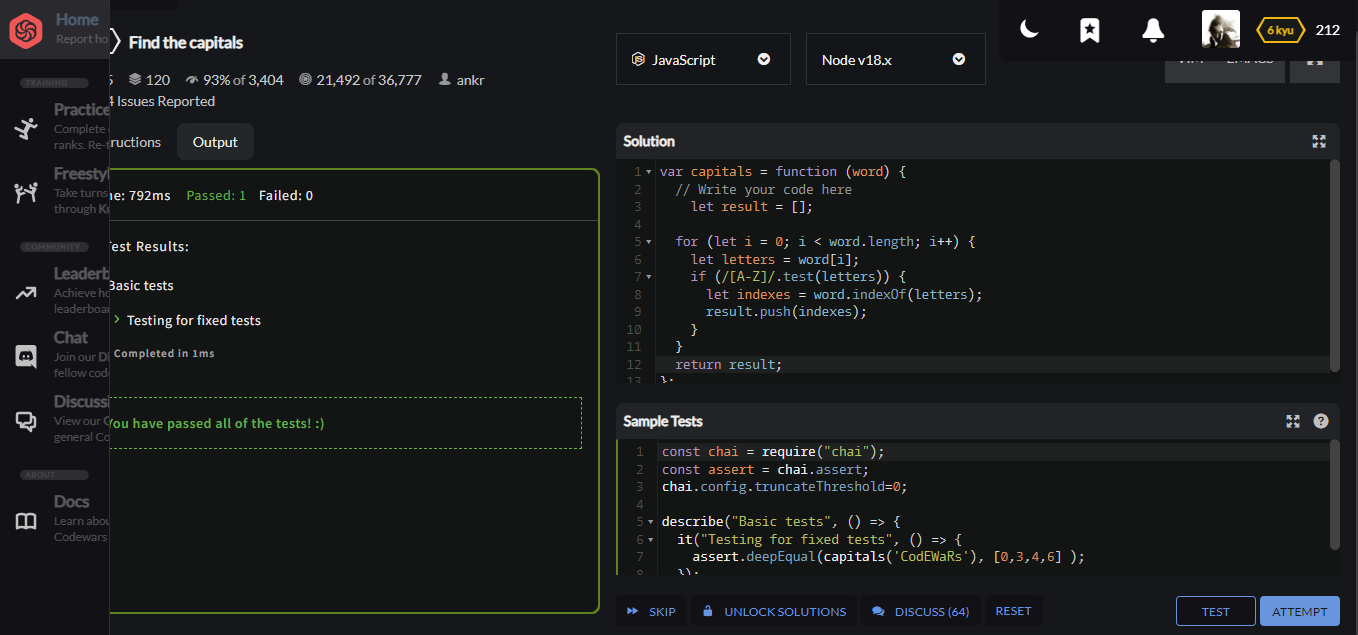 Home
Report ho
TRAINING
Practice
Complete
ranks. Re-t
Freestyl
Take turns
through Ku
COMMUNITY
Leaderb
Achieve ho
leaderboar
Chat
Join our Di
fellow code
Discussi
View our G
general Co
ABOUT
Docs
Learn abou
Codewars
Find the capitals
120 93% of 3,404 21,492 of 36,777 ankr
4 Issues Reported
ructions Output
ne: 792ms Passed: 1 Failed: 0
Test Results:
Basic tests
Testing for fixed tests
Completed in 1ms
You have passed all of the tests! :)
6 kyu 212
JavaScript
Node v18.x
VIM EMACS
Solution
1 var capitals = function (word) {
2 // Write your code here
3 let result = [];
4
5 for (let i = 0; i < word.length; i++) {
6 let letters = word[i];
7 if (/[A-Z]/.test(letters)) {
8 let indexes = word.indexOf(letters);
9 result.push(indexes);
10 }
11 }
12 return result;
13 };
Sample Tests
1 const chai = require("chai");
2 const assert = chai.assert;
3 chai.config.truncateThreshold=0;
4
5 describe("Basic tests", () => {
6 it("Testing for fixed tests", () => {
7 assert.deepEqual(capitals('CodEWaRs'), [0,3,4,6] );
8 });
SKIP UNLOCK SOLUTIONS DISCUSS (64) RESET TEST ATTEMPT